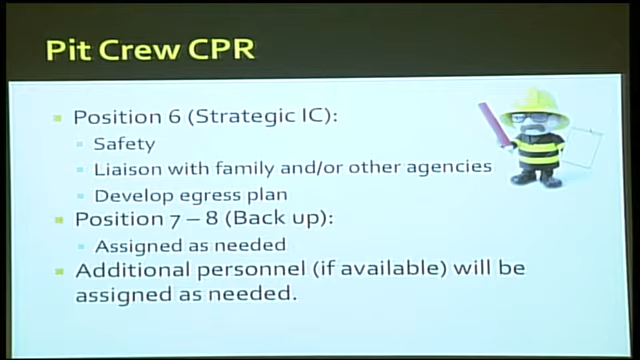 Pit Crew CPR
Position 6 (Strategic IC):
Safety
Liaison with family and/or other agencies
Develop egress plan
Position 7 – 8 (Back up):
Assigned as needed
Additional personnel (if available) will be
assigned as needed.